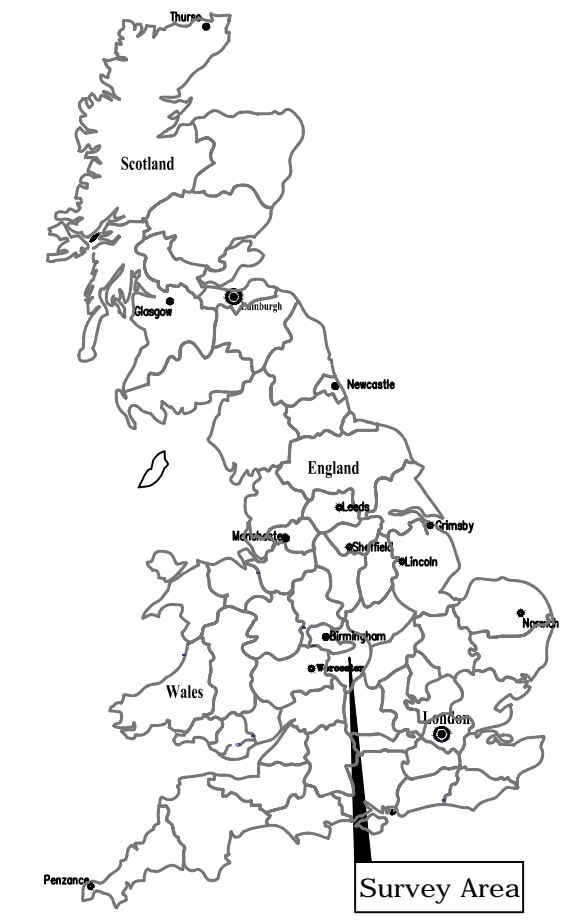 Thurso
Scotland
Edinburgh
Glasgow
Newcastle
England
Leeds
Grimsby
Manchester
Sheffield
Lincoln
Norwich
Birmingham
Worcester
Wales
London
Penzance
Survey Area